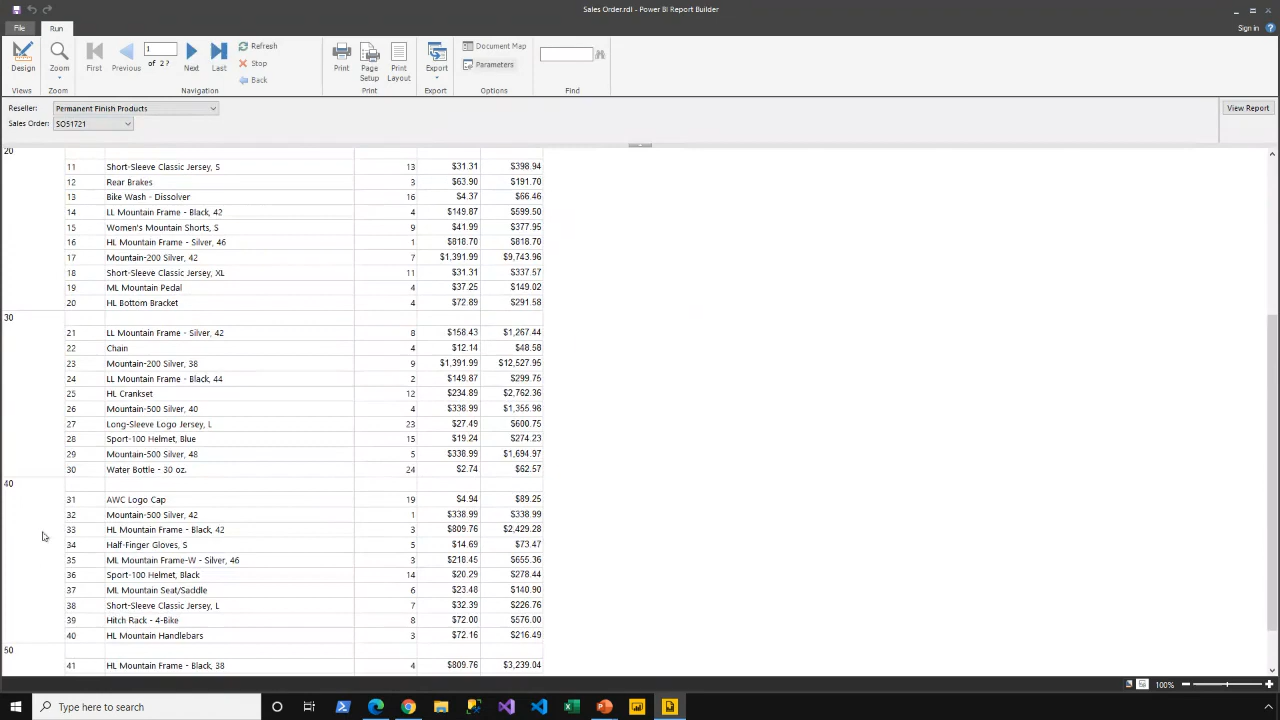 Sales Order.rdl - Power BI Report Builder
File Run Sign in
Design Zoom First Previous 1 of 2 ? Next Last Refresh Stop Back Print Page Setup Print Layout Export Document Map Parameters
Views Zoom Navigation Print Export Options Find
Reseller: Permanent Finish Products View Report
Sales Order: SO51721
20
11 Short-Sleeve Classic Jersey, S 13 $31.31 $398.94
12 Rear Brakes 3 $63.90 $191.70
13 Bike Wash - Dissolver 16 $4.37 $66.46
14 LL Mountain Frame - Black, 42 4 $149.87 $599.50
15 Women's Mountain Shorts, S 9 $41.99 $377.95
16 HL Mountain Frame - Silver, 46 1 $818.70 $818.70
17 Mountain-200 Silver, 42 7 $1,391.99 $9,743.96
18 Short-Sleeve Classic Jersey, XL 11 $31.31 $337.57
19 ML Mountain Pedal 4 $37.25 $149.02
20 HL Bottom Bracket 4 $72.89 $291.58
30
21 LL Mountain Frame - Silver, 42 8 $158.43 $1,267.44
22 Chain 4 $12.14 $48.58
23 Mountain-200 Silver, 38 9 $1,391.99 $12,527.95
24 LL Mountain Frame - Black, 44 2 $149.87 $299.75
25 HL Crankset 12 $234.89 $2,762.36
26 Mountain-500 Silver, 40 4 $338.99 $1,355.98
27 Long-Sleeve Logo Jersey, L 23 $27.49 $600.75
28 Sport-100 Helmet, Blue 15 $19.24 $274.23
29 Mountain-500 Silver, 48 5 $338.99 $1,694.97
30 Water Bottle - 30 oz. 24 $2.74 $62.57
40
31 AWC Logo Cap 19 $4.94 $89.25
32 Mountain-500 Silver, 42 1 $338.99 $338.99
33 HL Mountain Frame - Black, 42 3 $809.76 $2,429.28
34 Half-Finger Gloves, S 5 $14.69 $73.47
35 ML Mountain Frame-W - Silver, 46 3 $218.45 $655.36
36 Sport-100 Helmet, Black 14 $20.29 $278.44
37 ML Mountain Seat/Saddle 6 $23.48 $140.90
38 Short-Sleeve Classic Jersey, L 7 $32.39 $226.76
39 Hitch Rack - 4-Bike 8 $72.00 $576.00
40 HL Mountain Handlebars 3 $72.16 $216.49
50
41 HL Mountain Frame - Black, 38 4 $809.76 $3,239.04
100%
Type here to search